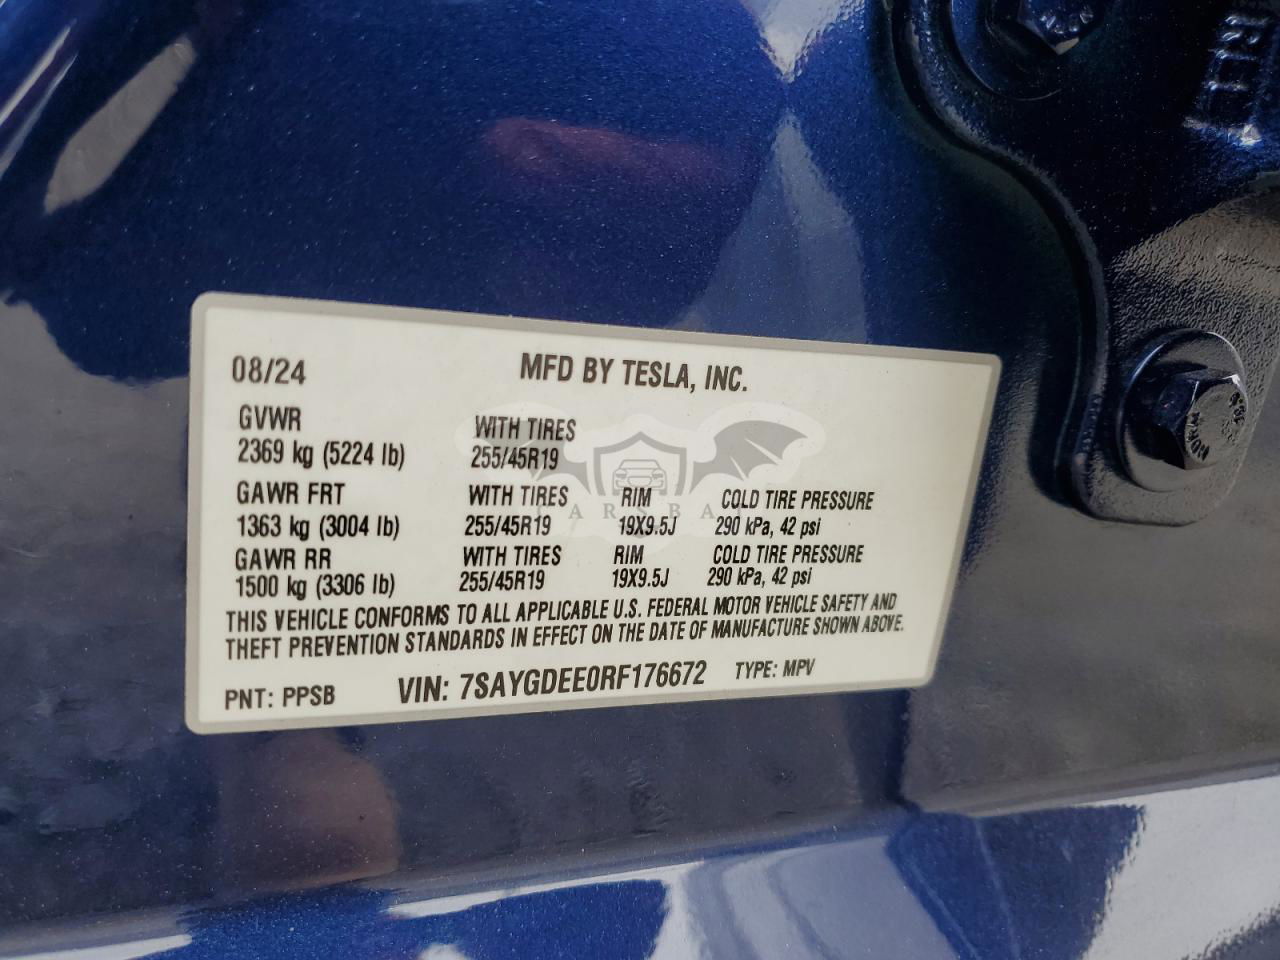 08/24 MFD BY TESLA, INC.
GVWR WITH TIRES
2369 kg (5224 lb) 255/45R19
GAWR FRT WITH TIRES RIM COLD TIRE PRESSURE
1363 kg (3004 lb) 255/45R19 19X9.5J 290 kPa, 42 psi
GAWR RR WITH TIRES RIM COLD TIRE PRESSURE
1500 kg (3306 lb) 255/45R19 19X9.5J 290 kPa, 42 psi
THIS VEHICLE CONFORMS TO ALL APPLICABLE U.S. FEDERAL MOTOR VEHICLE SAFETY AND
THEFT PREVENTION STANDARDS IN EFFECT ON THE DATE OF MANUFACTURE SHOWN ABOVE.
PNT: PPSB VIN: 7SAYGDEE0RF176672 TYPE: MPV